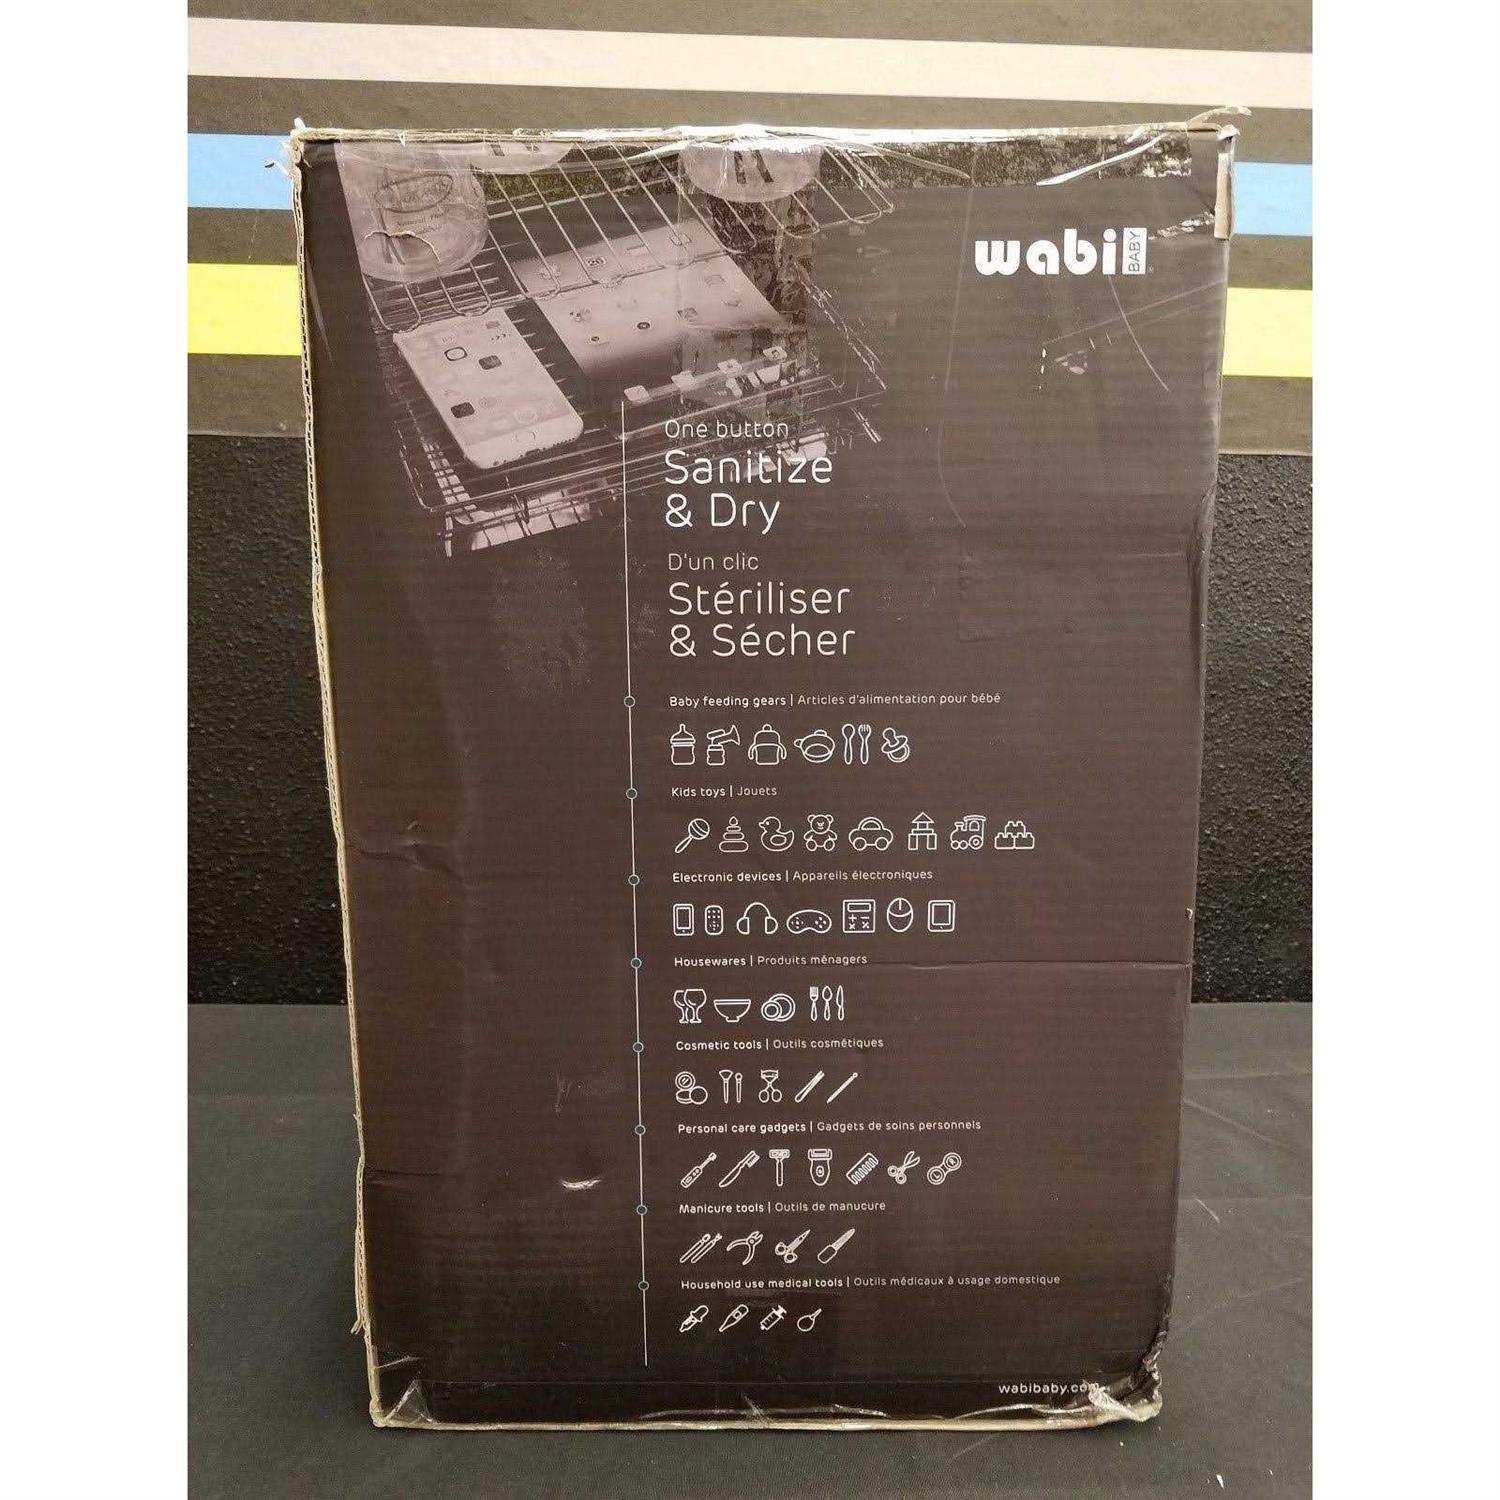 wabi BABY
One button
Sanitize
& Dry
D'un clic
Stériliser
& Sécher
Baby feeding gears | Articles d'alimentation pour bébé
Kids toys | Jouets
Electronic devices | Appareils électroniques
Housewares | Produits ménagers
Cosmetic tools | Outils cosmétiques
Personal care gadgets | Gadgets de soins personnels
Manicure tools | Outils de manucure
Household use medical tools | Outils médicaux à usage domestique
wabibaby.com